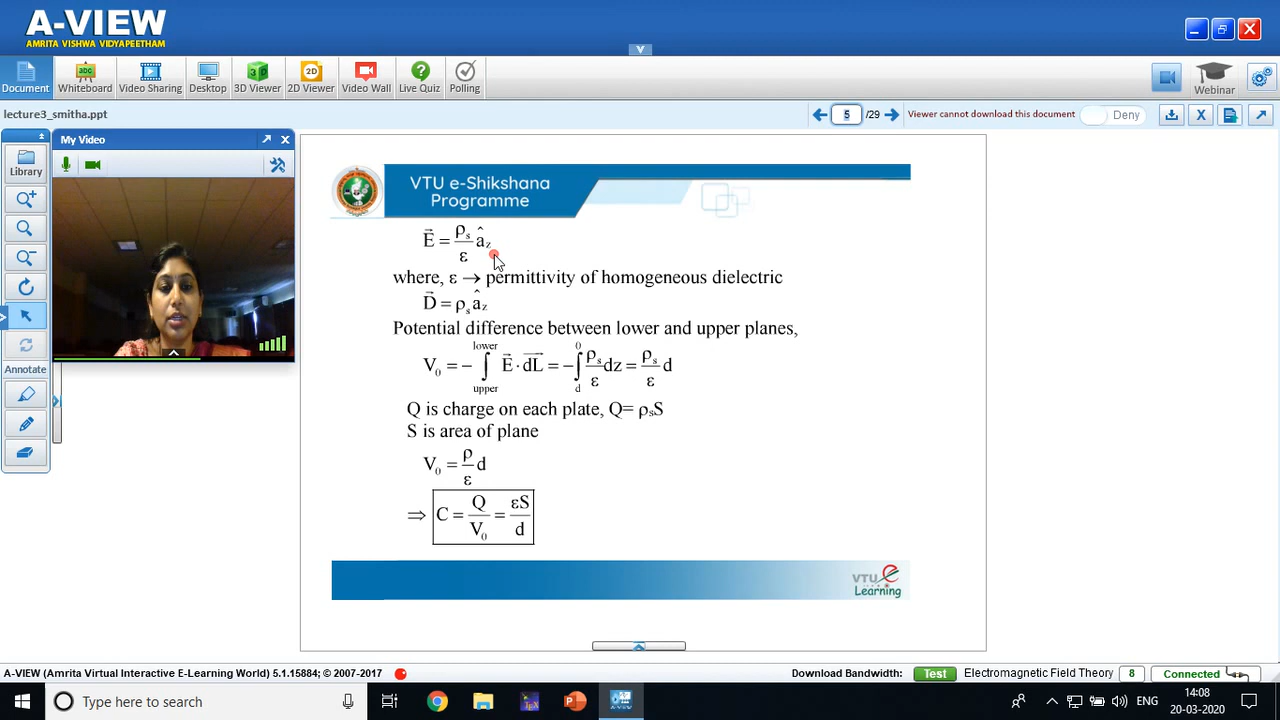 A-VIEW
AMRITA VISHWA VIDYAPEETHAM
Document
Whiteboard
Video Sharing
Desktop
3D Viewer
2D Viewer
Video Wall
Live Quiz
Polling
Webinar
lecture3_smitha.ppt
5 /29
Viewer cannot download this document
Deny
My Video
Library
Annotate
VTU e-Shikshana
Programme
E⃗ = ρₛ/ε â_z
where, ε → permittivity of homogeneous dielectric
D⃗ = ρₛ â_z
Potential difference between lower and upper planes,
V₀ = − ∫_upper^lower E⃗ · dL⃗ = − ∫_d^0 ρₛ/ε dz = ρₛ/ε d
Q is charge on each plate, Q= ρₛS
S is area of plane
V₀ = ρ/ε d
⇒ C = Q/V₀ = εS/d
VTU e
Learning
A-VIEW (Amrita Virtual Interactive E-Learning World) 5.1.15884; © 2007-2017
Download Bandwidth: Test Electromagnetic Field Theory 8 Connected
Type here to search
ENG
14:08
20-03-2020